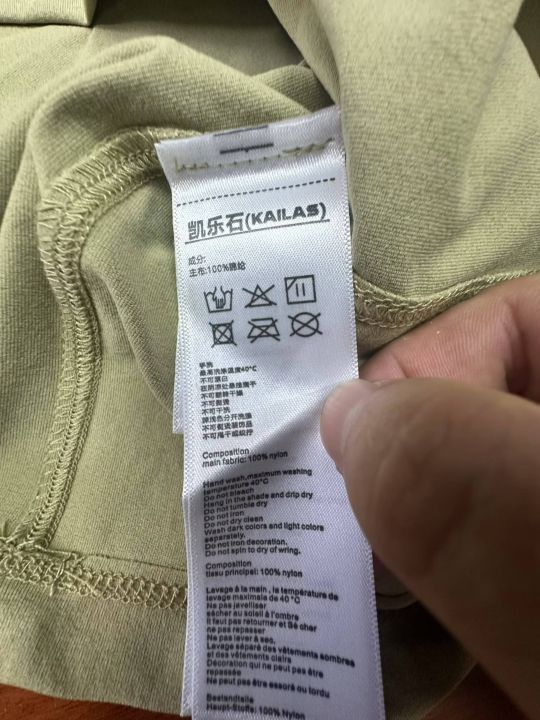 凯乐石(KAILAS)
成分:
主布:100%锦纶
手洗
最高洗涤温度40°C
不可漂白
在阴凉处悬挂滴干
不可翻转干燥
不可熨烫
不可干洗
深浅色分开洗涤
不可熨烫装饰品
不可甩干或拧绞
Composition
main fabric: 100% nylon
Hand wash,maximum washing
temperature 40°C
Do not bleach
Hang in the shade and drip dry
Do not tumble dry
Do not iron
Do not dry clean
Wash dark colors and light colors
separately.
Do not iron decoration.
Do not spin to dry of wring.
Composition
tissu principal: 100% nylon
Lavage à la main , la température de
lavage maximale de 40 °C
Ne pas javelliser
sécher au soleil à l'ombre
il faut pas retourner et Sé cher
ne pas repasser
Ne pas laver à sec.
Lavage séparé des vêtements sombres
et des vêtements clairs
Décoration qui ne peut pas être
repassée
Ne peut pas être essoré ou lordu
Bestandteile
Haupt-Stoffe: 100% Nylon